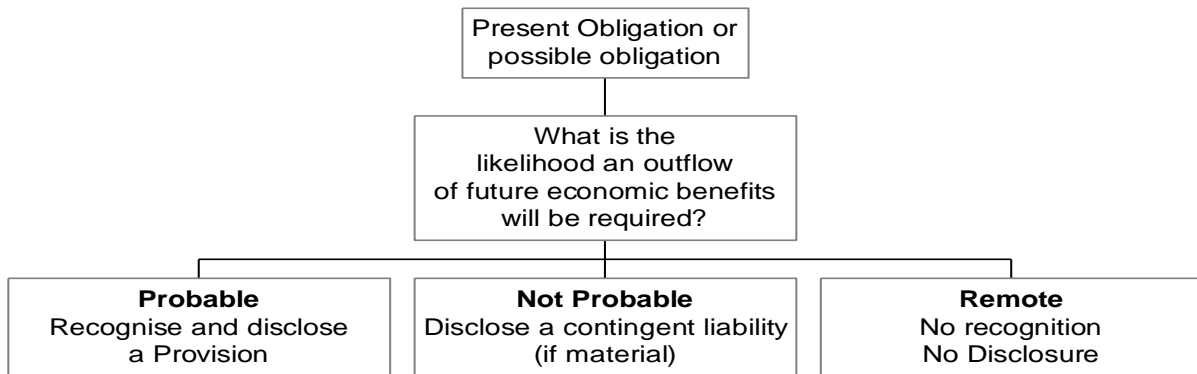 Present Obligation or
possible obligation
What is the
likelihood an outflow
of future economic benefits
will be required?
Probable
Recognise and disclose
a Provision
Not Probable
Disclose a contingent liability
(if material)
Remote
No recognition
No Disclosure